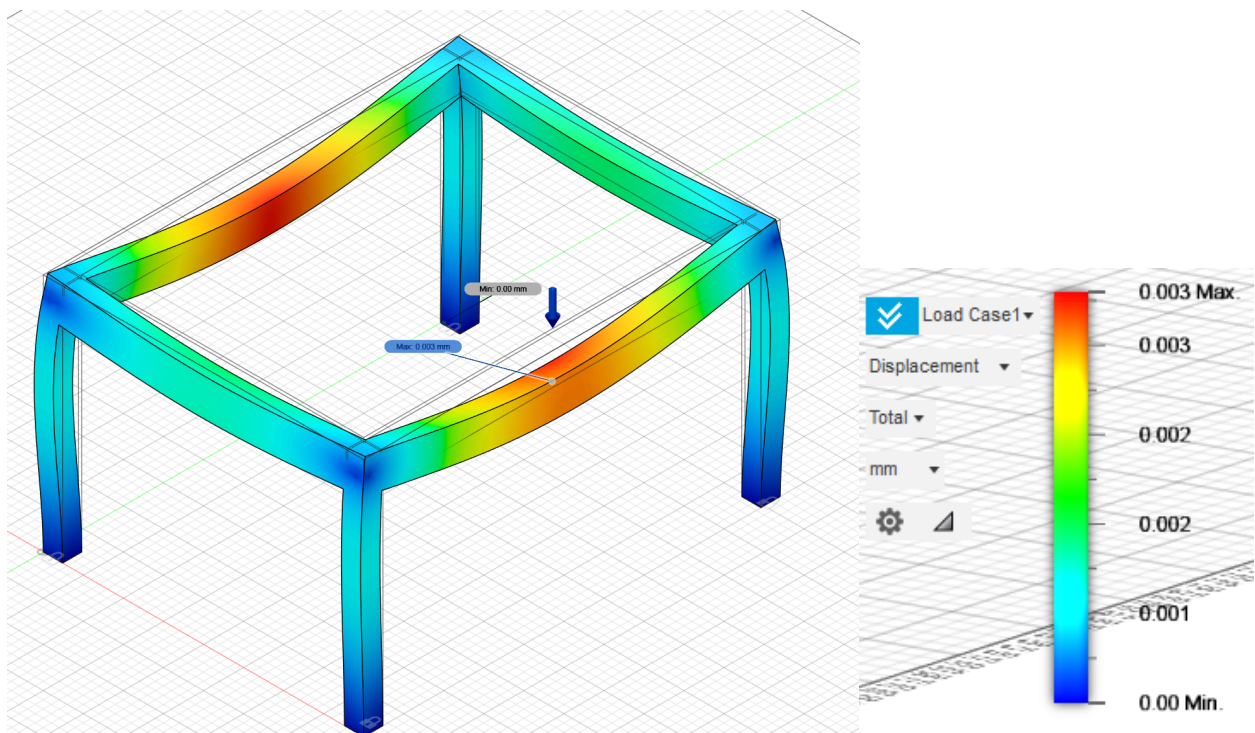 Min: 0.00 mm
Max: 0.003 mm
Load Case1
Displacement
Total
mm
0.003 Max.
0.003
0.002
0.002
0.001
0.00 Min.